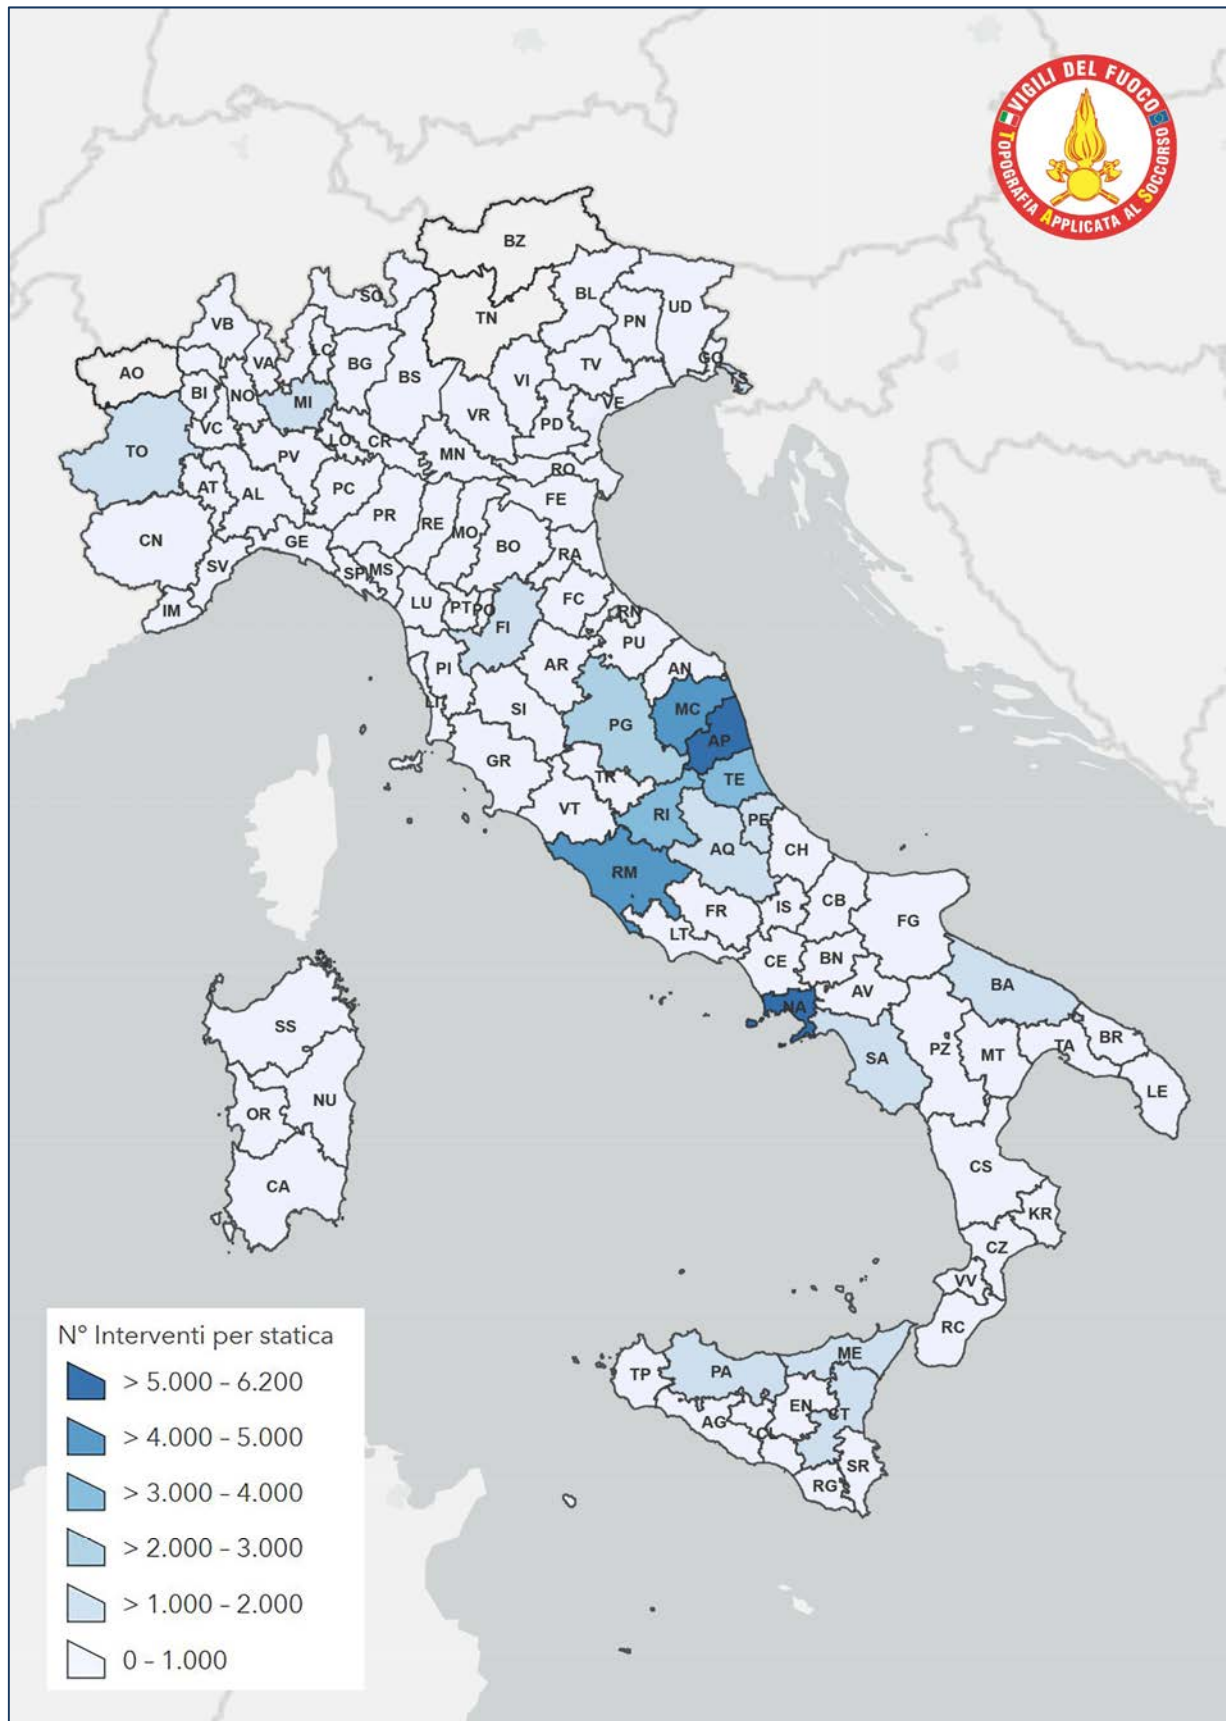 VIGILI DEL FUOCO
TOPOGRAFIA APPLICATA AL SOCCORSO
BZ
SO
TN
BL
UD
PN
VB
LC
VA
BG
BS
VI
TV
GO
TS
AO
BI
NO
MI
VE
VR
PD
VC
LO
CR
TO
PV
MN
RO
AT
AL
PC
FE
PR
RE
MO
BO
CN
GE
RA
SV
SP
MS
IM
LU
PT
PO
FC
RN
FI
PU
PI
AR
AN
LI
SI
MC
PG
AP
GR
TR
TE
VT
RI
PE
AQ
CH
RM
FR
IS
CB
FG
LT
CE
BN
AV
BA
NA
SA
PZ
MT
TA
BR
LE
SS
OR
NU
CA
CS
KR
CZ
VV
RC
ME
TP
PA
EN
AG
CL
CT
SR
RG
N° Interventi per statica
> 5.000 - 6.200
> 4.000 - 5.000
> 3.000 - 4.000
> 2.000 - 3.000
> 1.000 - 2.000
0 - 1.000